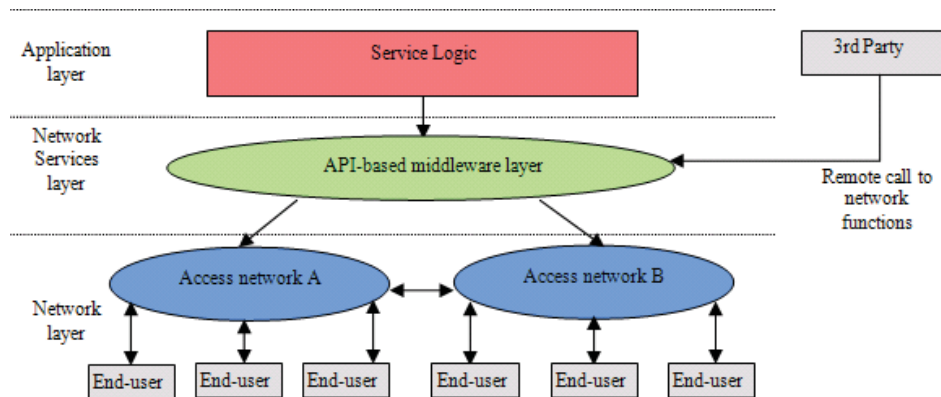 Application
layer
Service Logic
3rd Party
Network
Services
layer
API-based middleware layer
Remote call to
network
functions
Access network A
Access network B
Network
layer
End-user
End-user
End-user
End-user
End-user
End-user